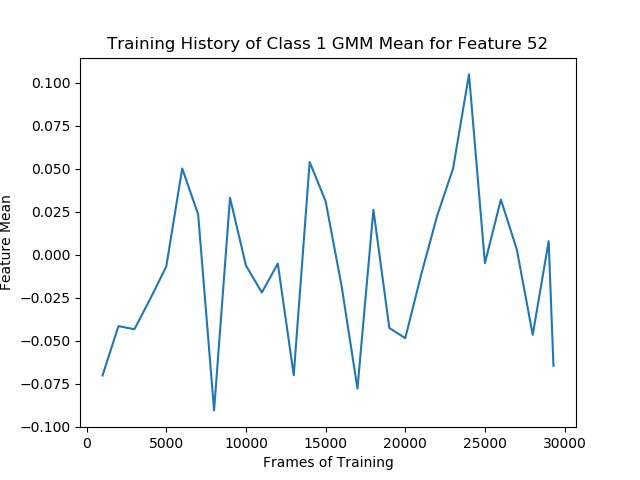 Training History of Class 1 GMM Mean for Feature 52
0.100
0.075
0.050
0.025
0.000
−0.025
−0.050
−0.075
−0.100
Feature Mean
0 5000 10000 15000 20000 25000 30000
Frames of Training